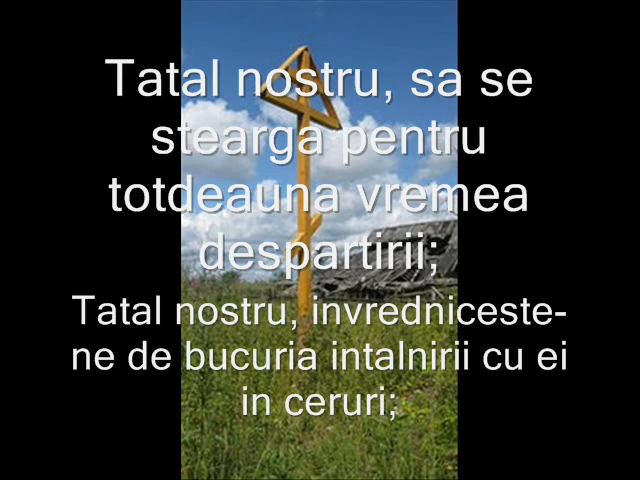 Tatal nostru, sa se
stearga pentru
totdeauna vremea
despartirii;
Tatal nostru, invredniceste-
ne de bucuria intalnirii cu ei
in ceruri;